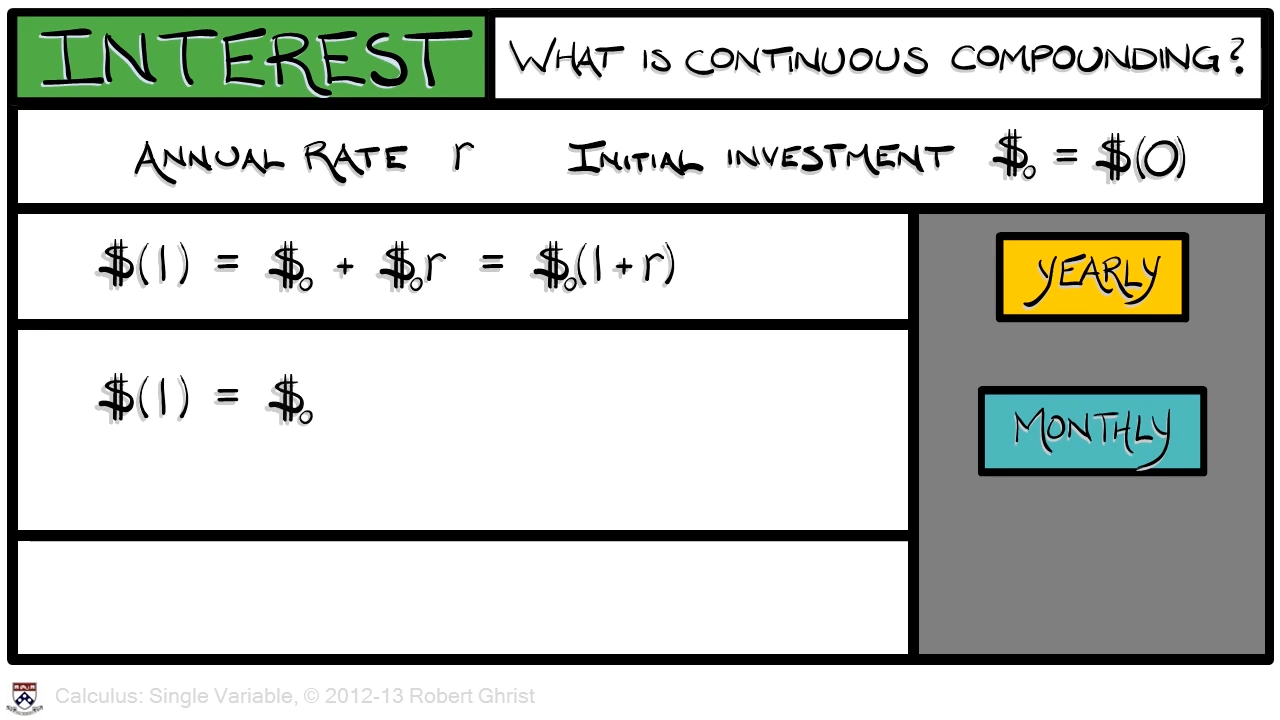 INTEREST
WHAT IS CONTINUOUS COMPOUNDING?
ANNUAL RATE r INITIAL INVESTMENT $₀ = $(0)
$(1) = $₀ + $₀r = $₀(1+r)
YEARLY
$(1) = $₀
MONTHLY
Calculus: Single Variable, © 2012-13 Robert Ghrist